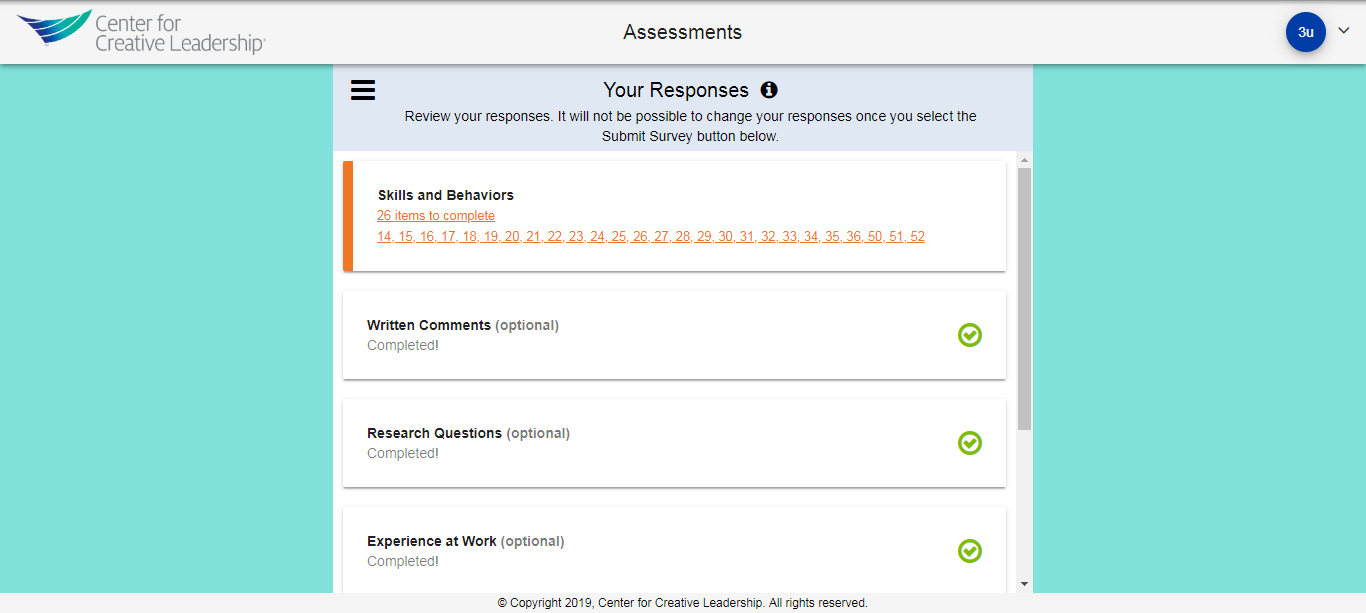 Center for
Creative Leadership®
Assessments
3u
Your Responses
Review your responses. It will not be possible to change your responses once you select the
Submit Survey button below.
Skills and Behaviors
26 items to complete
14, 15, 16, 17, 18, 19, 20, 21, 22, 23, 24, 25, 26, 27, 28, 29, 30, 31, 32, 33, 34, 35, 36, 50, 51, 52
Written Comments (optional)
Completed!
Research Questions (optional)
Completed!
Experience at Work (optional)
Completed!
© Copyright 2019, Center for Creative Leadership. All rights reserved.